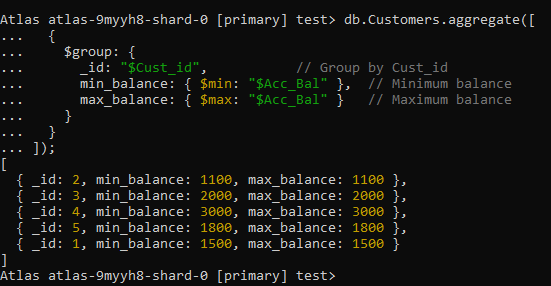 Atlas atlas-9myyh8-shard-0 [primary] test> db.Customers.aggregate([
...   {
...     $group: {
...       _id: "$Cust_id",           // Group by Cust_id
...       min_balance: { $min: "$Acc_Bal" },  // Minimum balance
...       max_balance: { $max: "$Acc_Bal" }   // Maximum balance
...     }
...   }
... ]);
[
  { _id: 2, min_balance: 1100, max_balance: 1100 },
  { _id: 3, min_balance: 2000, max_balance: 2000 },
  { _id: 4, min_balance: 3000, max_balance: 3000 },
  { _id: 5, min_balance: 1800, max_balance: 1800 },
  { _id: 1, min_balance: 1500, max_balance: 1500 }
]
Atlas atlas-9myyh8-shard-0 [primary] test>